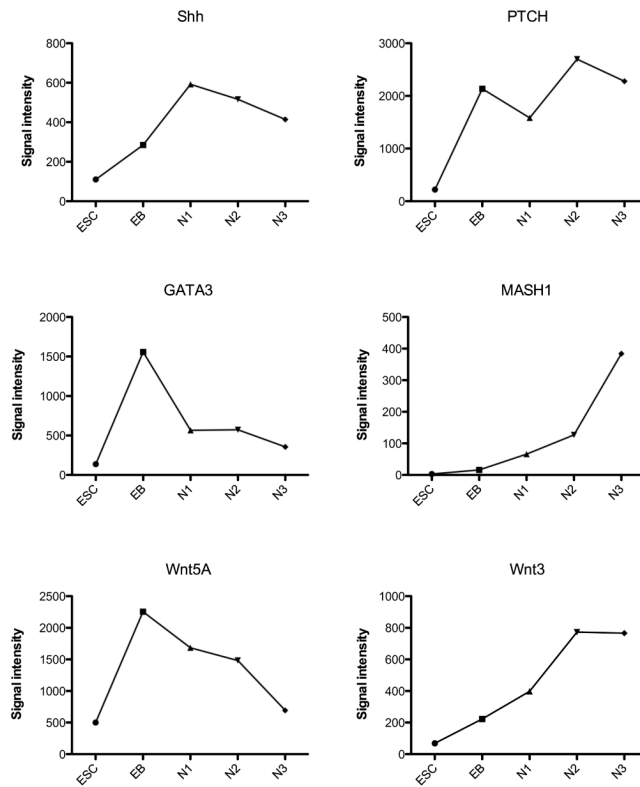 Shh
PTCH
Signal intensity
800
600
400
200
0
ESC
EB
N1
N2
N3
Signal intensity
3000
2000
1000
0
ESC
EB
N1
N2
N3
GATA3
MASH1
Signal intensity
2000
1500
1000
500
0
ESC
EB
N1
N2
N3
Signal intensity
500
400
300
200
100
0
ESC
EB
N1
N2
N3
Wnt5A
Wnt3
Signal intensity
2500
2000
1500
1000
500
0
ESC
EB
N1
N2
N3
Signal intensity
1000
800
600
400
200
0
ESC
EB
N1
N2
N3